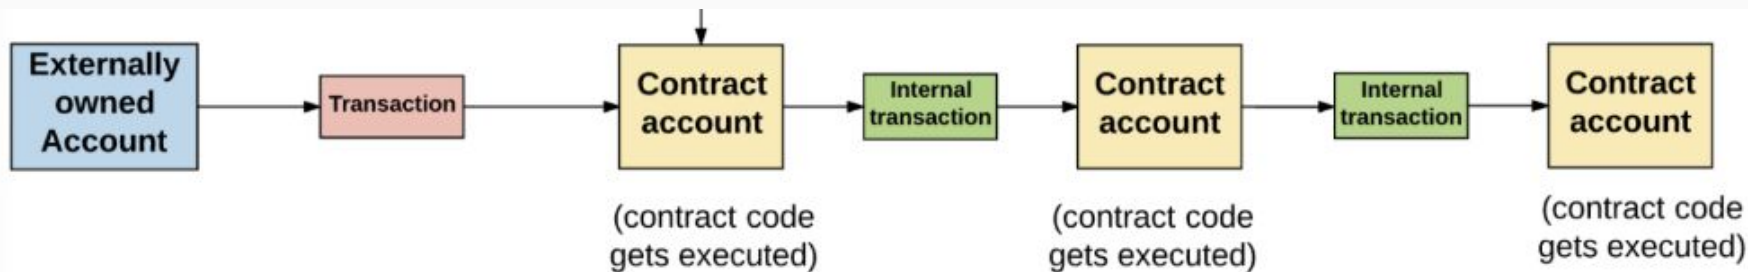 Externally
owned
Account
Transaction
Contract
account
Internal
transaction
Contract
account
Internal
transaction
Contract
account
(contract code
gets executed)
(contract code
gets executed)
(contract code
gets executed)